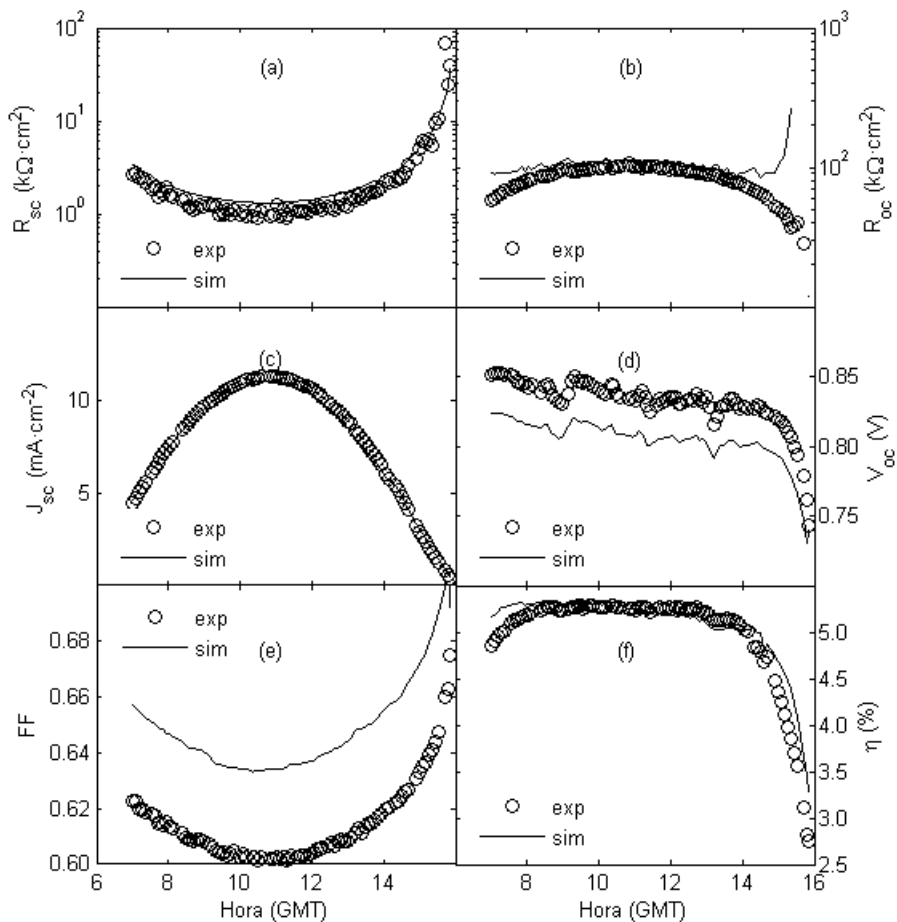 10² 10³
(a) (b)
R_sc (kΩ·cm²) R_oc (kΩ·cm²)
10¹ 10²
10⁰
exp exp
sim sim
(c) (d)
J_sc (mA·cm⁻²) V_oc (V)
10 0.85
0.80
5 0.75
exp exp
sim sim
exp
sim
(e) (f)
FF η (%)
0.68 5.0
0.66 4.5
0.64 4.0
3.5
0.62 3.0
0.60 2.5
exp
sim
6 8 10 12 14 8 10 12 14 16
Hora (GMT) Hora (GMT)